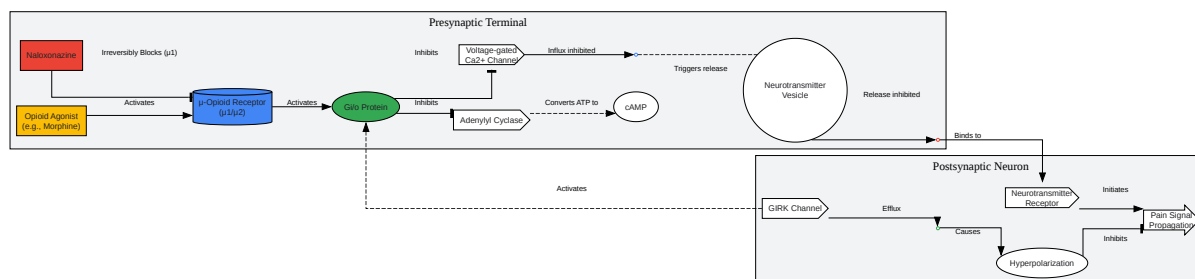 Presynaptic Terminal
Naloxonazine
Irreversibly Blocks (μ1)
Inhibits
Voltage-gated
Ca2+ Channel
Influx inhibited
Triggers release
Neurotransmitter
Vesicle
Release inhibited
Opioid Agonist
(e.g., Morphine)
Activates
μ-Opioid Receptor
(μ1/μ2)
Activates
Gi/o Protein
Inhibits
Adenylyl Cyclase
Converts ATP to
cAMP
Binds to
Postsynaptic Neuron
Activates
GIRK Channel
Efflux
Causes
Hyperpolarization
Neurotransmitter
Receptor
Initiates
Inhibits
Pain Signal
Propagation